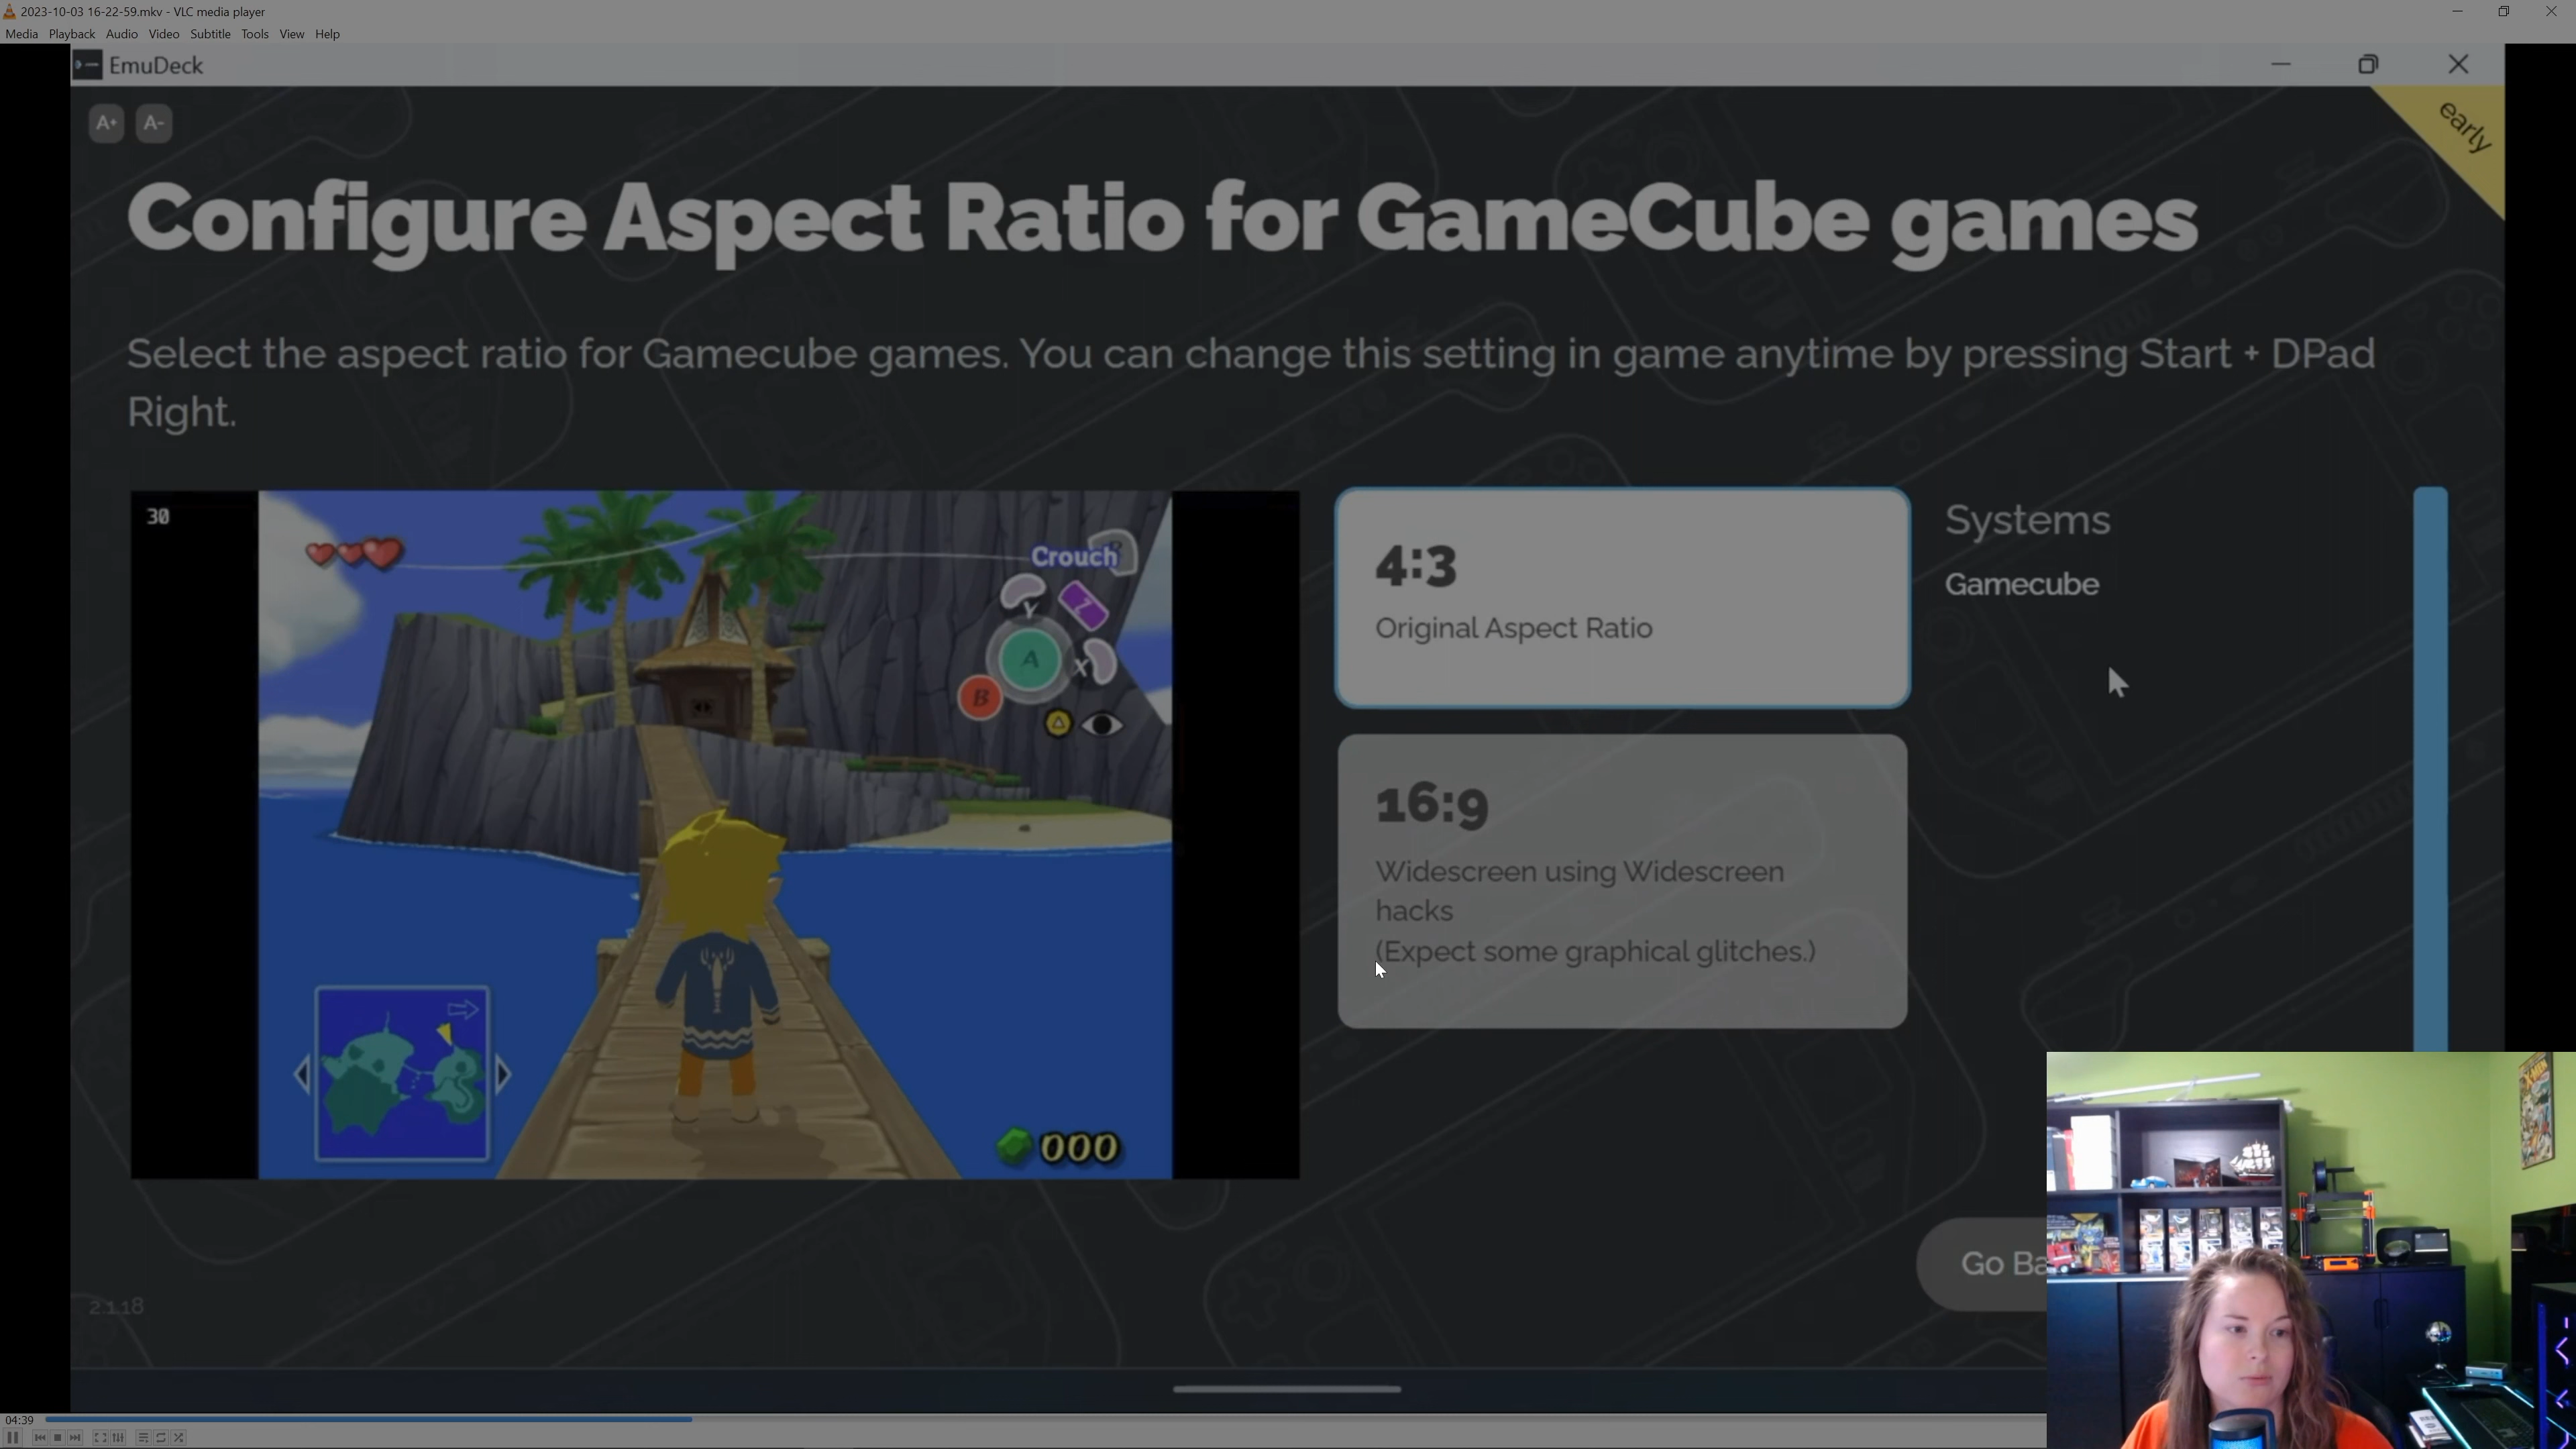 2023-10-03 16-22-59.mkv - VLC media player
Media Playback Audio Video Subtitle Tools View Help
EmuDeck
A+ A-
early
Configure Aspect Ratio for GameCube games
Select the aspect ratio for Gamecube games. You can change this setting in game anytime by pressing Start + DPad
Right.
30
Crouch
Y Z
A X
B
000
4:3
Original Aspect Ratio
16:9
Widescreen using Widescreen
hacks
(Expect some graphical glitches.)
Systems
Gamecube
Go Ba
2.1.18
X-MEN
04:39